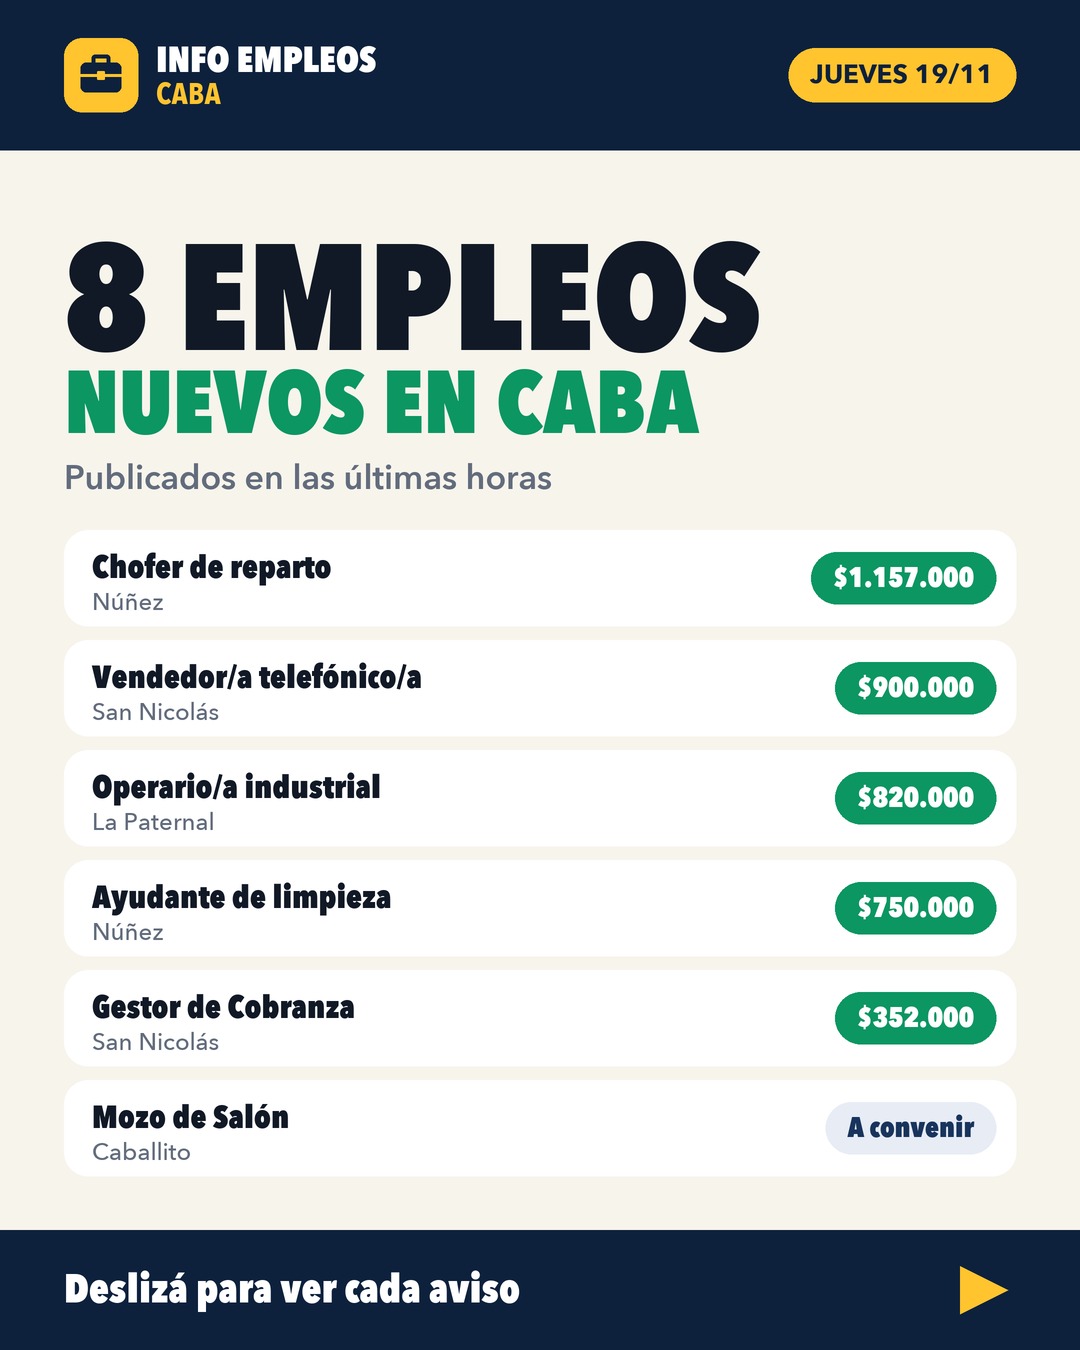 INFO EMPLEOS
CABA
JUEVES 19/11
8 EMPLEOS
NUEVOS EN CABA
Publicados en las últimas horas
Chofer de reparto
Núñez
$1.157.000
Vendedor/a telefónico/a
San Nicolás
$900.000
Operario/a industrial
La Paternal
$820.000
Ayudante de limpieza
Núñez
$750.000
Gestor de Cobranza
San Nicolás
$352.000
Mozo de Salón
Caballito
A convenir
Deslizá para ver cada aviso